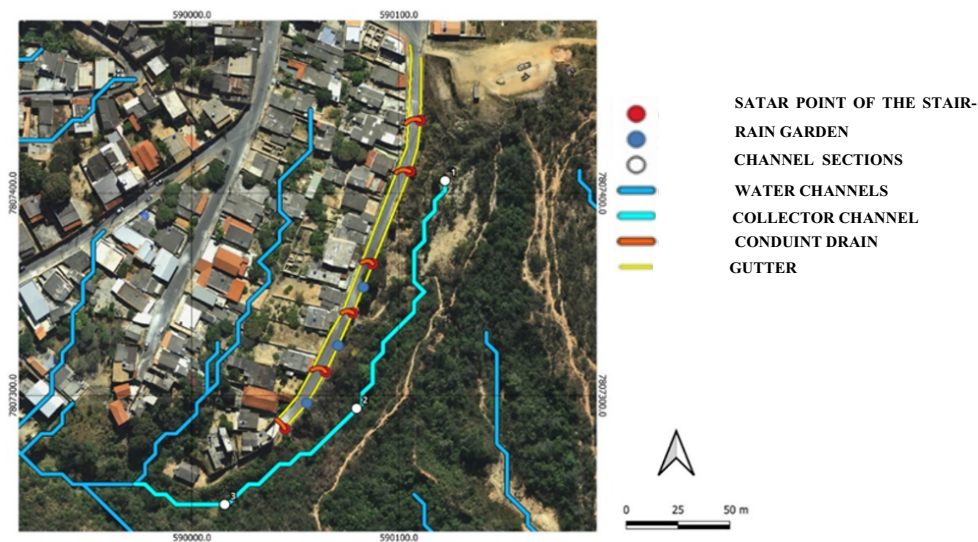 590000.0
590100.0
7807400.0
7807400.0
7807300.0
7807300.0
1
2
3
590000.0
590100.0
SATAR POINT OF THE STAIR-
RAIN GARDEN
CHANNEL SECTIONS
WATER CHANNELS
COLLECTOR CHANNEL
CONDUINT DRAIN
GUTTER
0 25 50 m